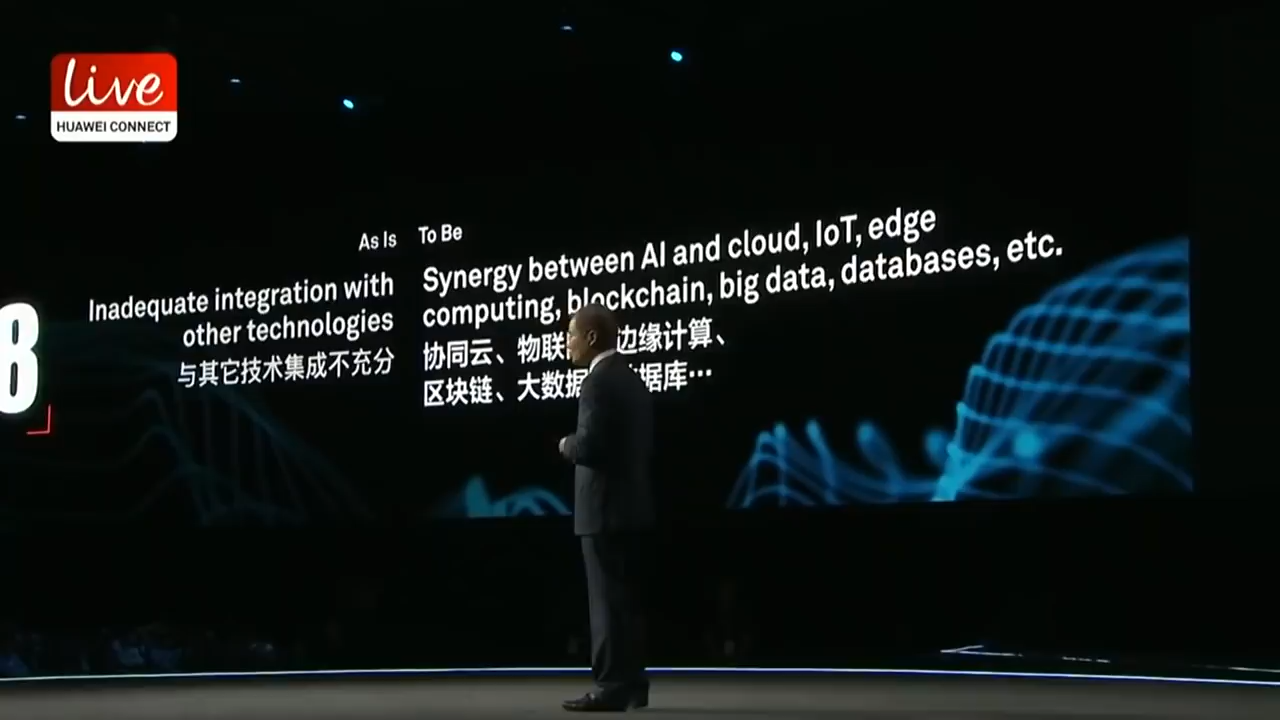 Live
HUAWEI CONNECT
8
As Is
Inadequate integration with
other technologies
与其它技术集成不充分
To Be
Synergy between AI and cloud, IoT, edge
computing, blockchain, big data, databases, etc.
协同云、物联 边缘计算、
区块链、大数据 据库…